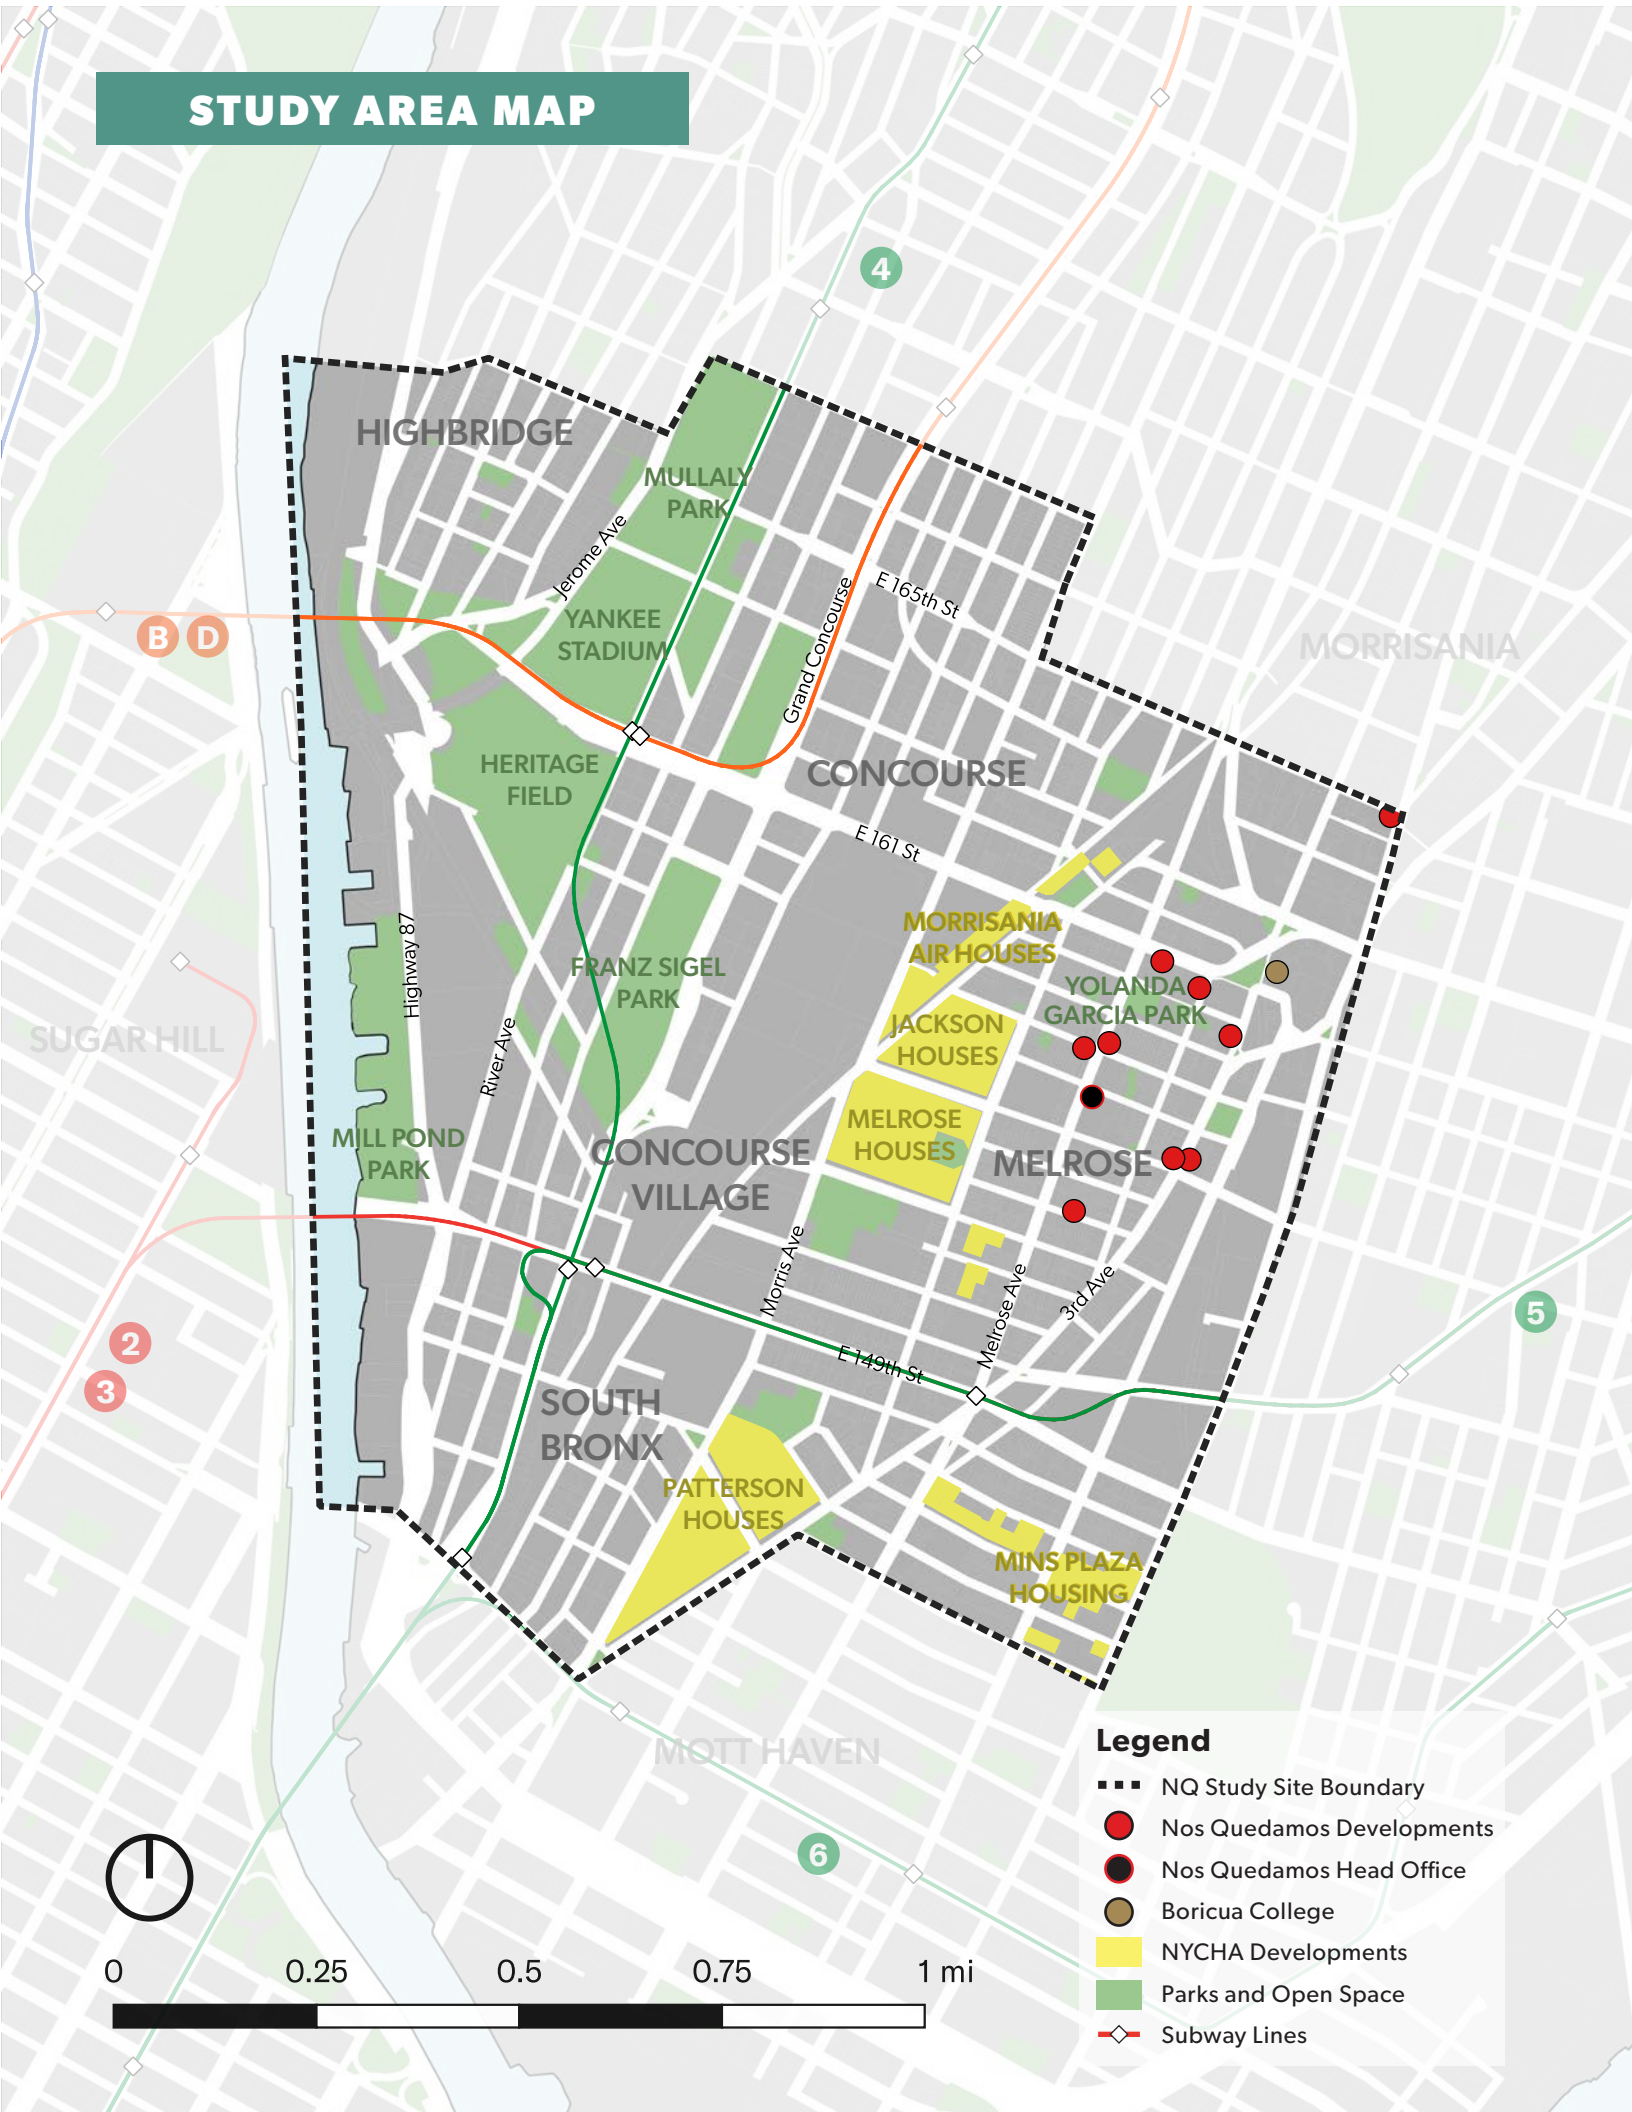 STUDY AREA MAP
4
HIGHBRIDGE
MULLALY
PARK
Jerome Ave
E 165th St
Grand Concourse
YANKEE
STADIUM
B
D
MORRISANIA
HERITAGE
FIELD
CONCOURSE
E 161 St
MORRISANIA
AIR HOUSES
Highway 87
FRANZ SIGEL
PARK
YOLANDA
GARCIA PARK
SUGAR HILL
JACKSON
HOUSES
River Ave
MELROSE
HOUSES
MILL POND
PARK
CONCOURSE
VILLAGE
MELROSE
Morris Ave
Melrose Ave
3rd Ave
5
2
3
E 149th St
SOUTH
BRONX
PATTERSON
HOUSES
MINS PLAZA
HOUSING
MOTT HAVEN
6
Legend
NQ Study Site Boundary
Nos Quedamos Developments
Nos Quedamos Head Office
Boricua College
NYCHA Developments
Parks and Open Space
Subway Lines
0 0.25 0.5 0.75 1 mi